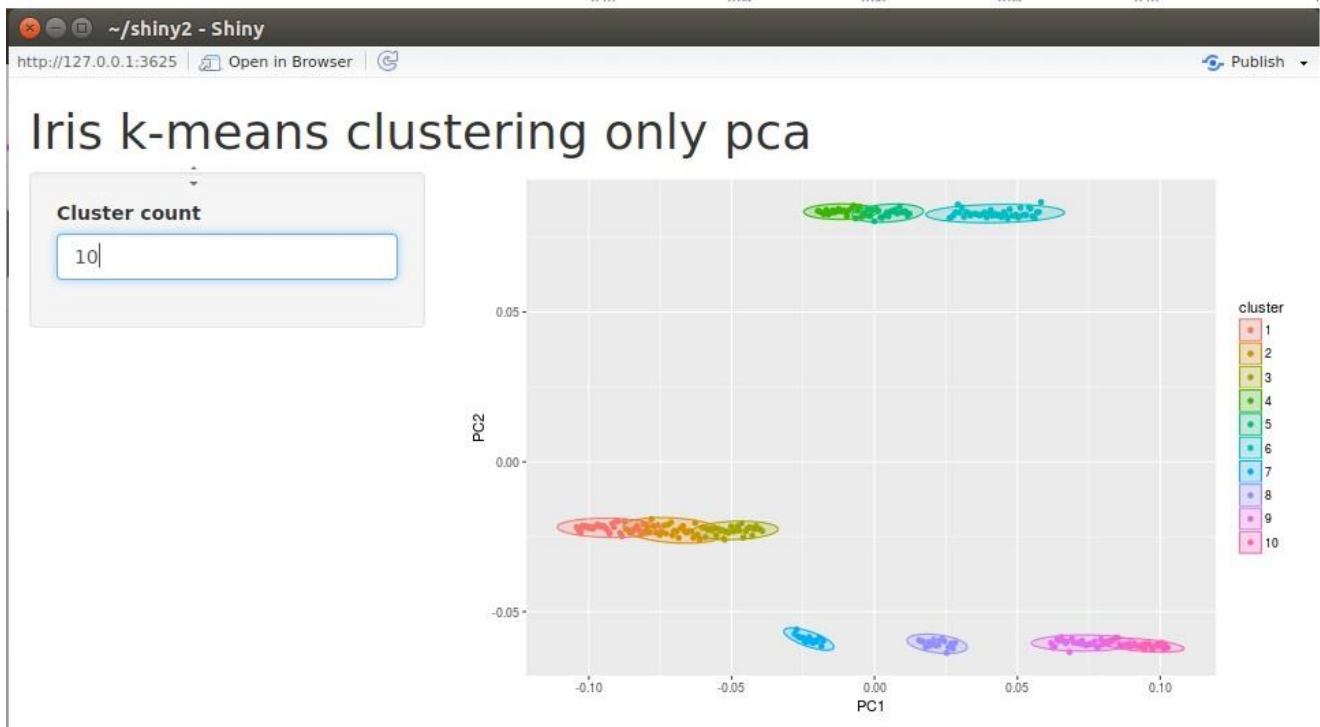 ~/shiny2 - Shiny
http://127.0.0.1:3625 Open in Browser Publish
Iris k-means clustering only pca
Cluster count
10
PC2
0.05
0.00
-0.05
-0.10 -0.05 0.00 0.05 0.10
PC1
cluster
1
2
3
4
5
6
7
8
9
10